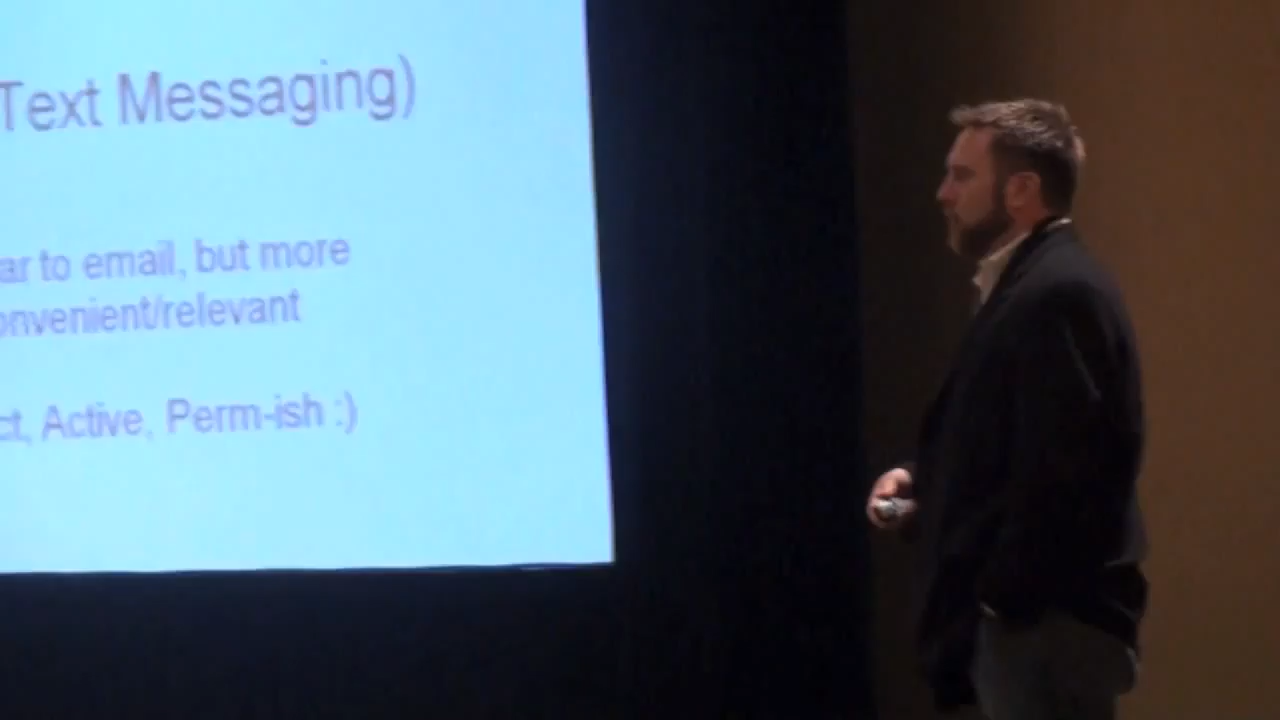 Text Messaging)
ar to email, but more
onvenient/relevant
ct, Active, Perm-ish :)